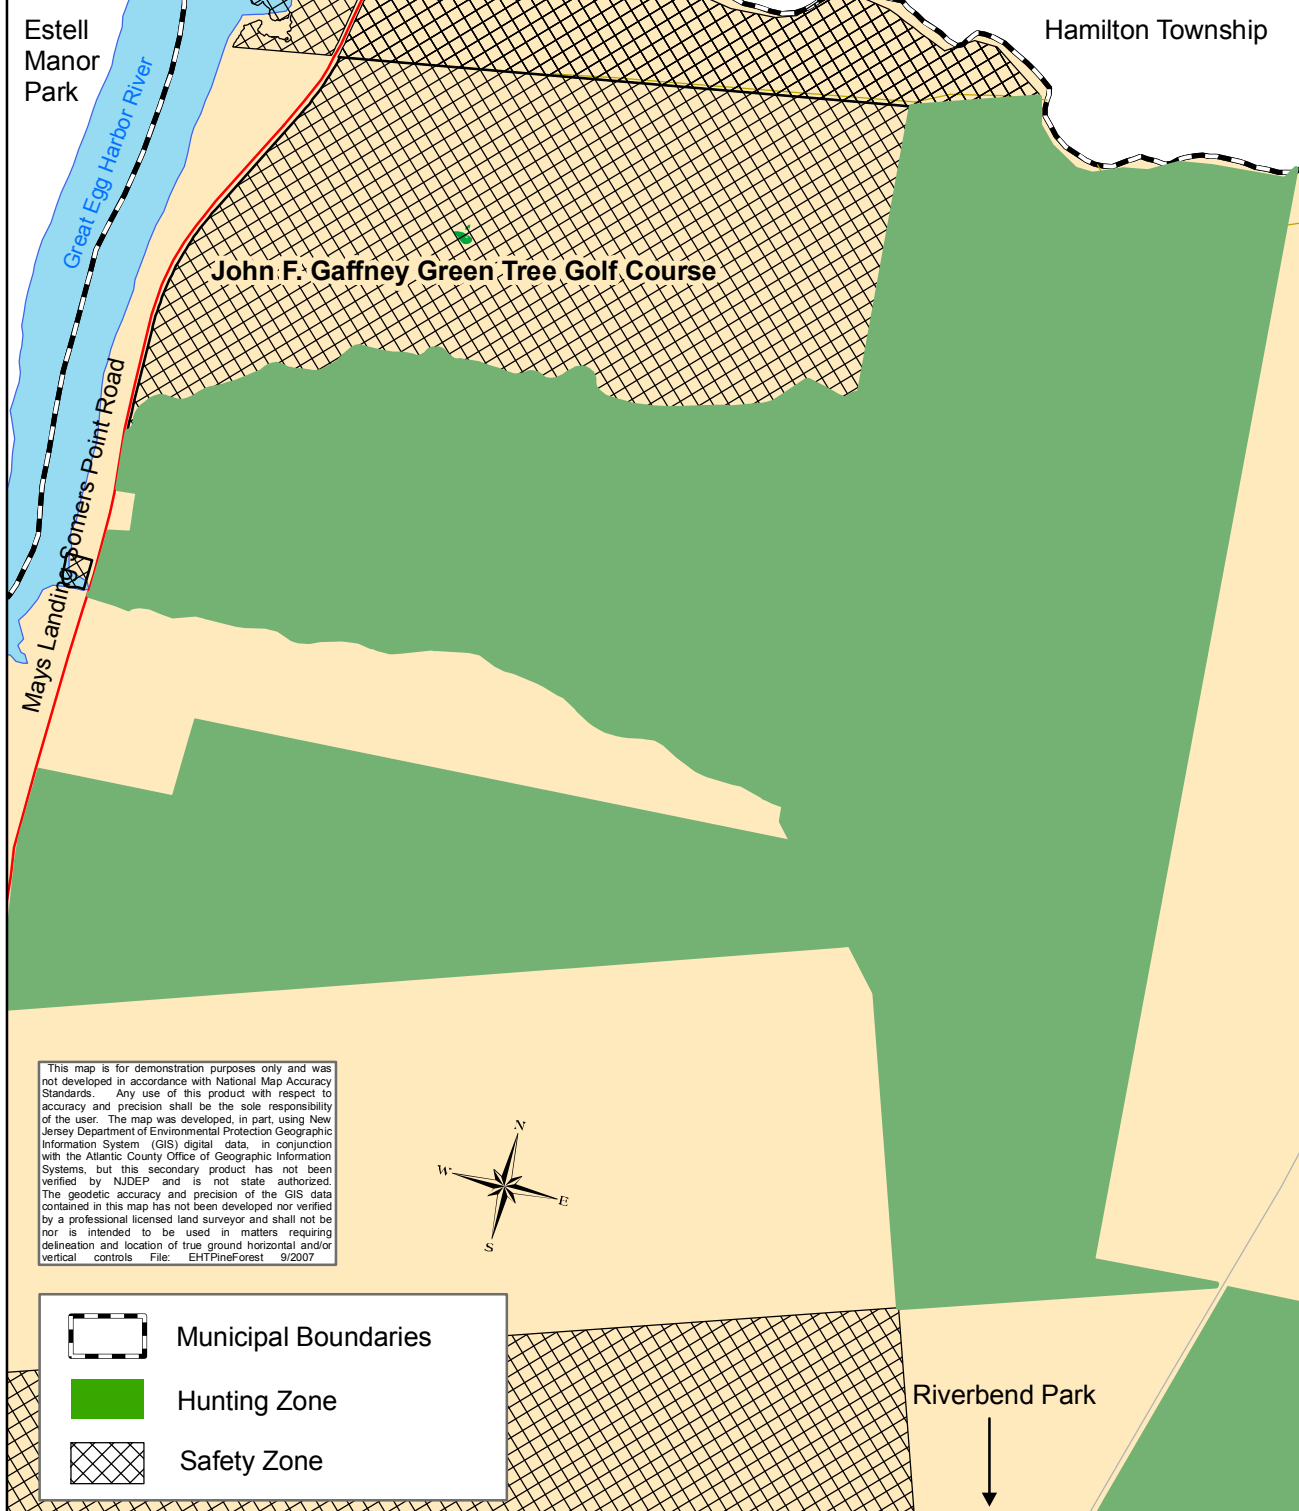 Estell
Manor
Park
Hamilton Township
Great Egg Harbor River
John F. Gaffney Green Tree Golf Course
Mays Landing Somers Point Road
This map is for demonstration purposes only and was
not developed in accordance with National Map Accuracy
Standards. Any use of this product with respect to
accuracy and precision shall be the sole responsibility
of the user. The map was developed, in part, using New
Jersey Department of Environmental Protection Geographic
Information System (GIS) digital data, in conjunction
with the Atlantic County Office of Geographic Information
Systems, but this secondary product has not been
verified by NJDEP and is not state authorized.
The geodetic accuracy and precision of the GIS data
contained in this map has not been developed nor verified
by a professional licensed land surveyor and shall not be
nor is intended to be used in matters requiring
delineation and location of true ground horizontal and/or
vertical controls File: EHTPineForest 9/2007
N
W
E
S
Municipal Boundaries
Hunting Zone
Safety Zone
Riverbend Park